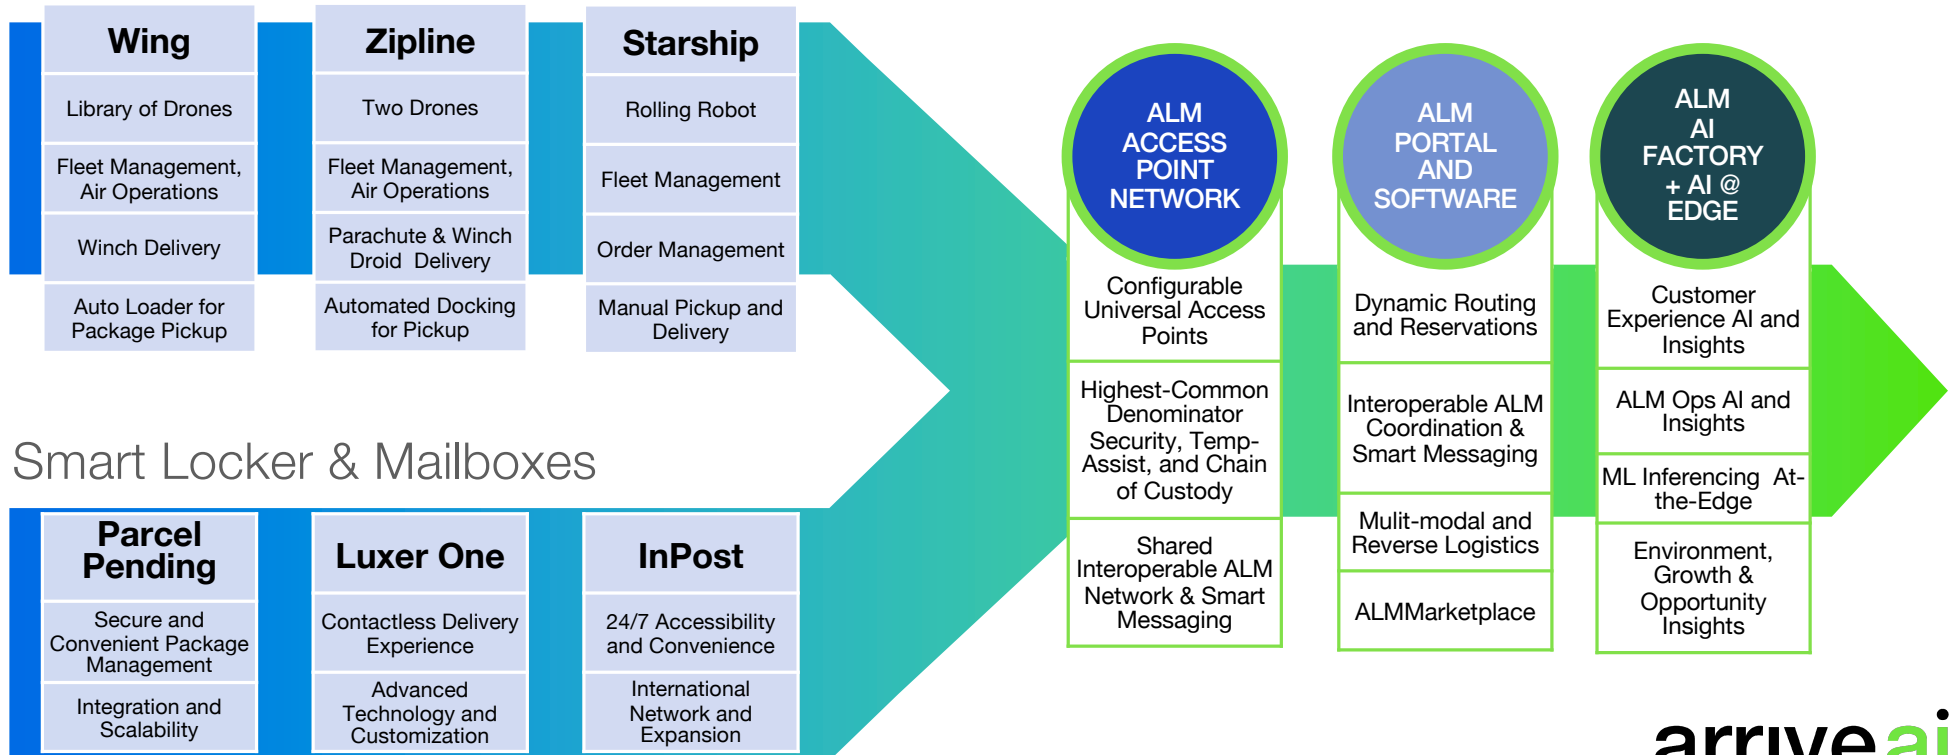 Wing
Library of Drones
Fleet Management,
Air Operations
Winch Delivery
Auto Loader for
Package Pickup
Zipline
Two Drones
Fleet Management,
Air Operations
Parachute & Winch
Droid Delivery
Automated Docking
for Pickup
Starship
Rolling Robot
Fleet Management
Order Management
Manual Pickup and
Delivery
Smart Locker & Mailboxes
Parcel
Pending
Secure and
Convenient Package
Management
Integration and
Scalability
Luxer One
Contactless Delivery
Experience
Advanced
Technology and
Customization
InPost
24/7 Accessibility
and Convenience
International
Network and
Expansion
ALM
ACCESS
POINT
NETWORK
Configurable
Universal Access
Points
Highest-Common
Denominator
Security, Temp-
Assist, and Chain
of Custody
Shared
Interoperable ALM
Network & Smart
Messaging
ALM
PORTAL
AND
SOFTWARE
Dynamic Routing
and Reservations
Interoperable ALM
Coordination &
Smart Messaging
Mulit-modal and
Reverse Logistics
ALMMarketplace
ALM
AI
FACTORY
+ AI @
EDGE
Customer
Experience AI and
Insights
ALM Ops AI and
Insights
ML Inferencing At-
the-Edge
Environment,
Growth &
Opportunity
Insights
arriveai